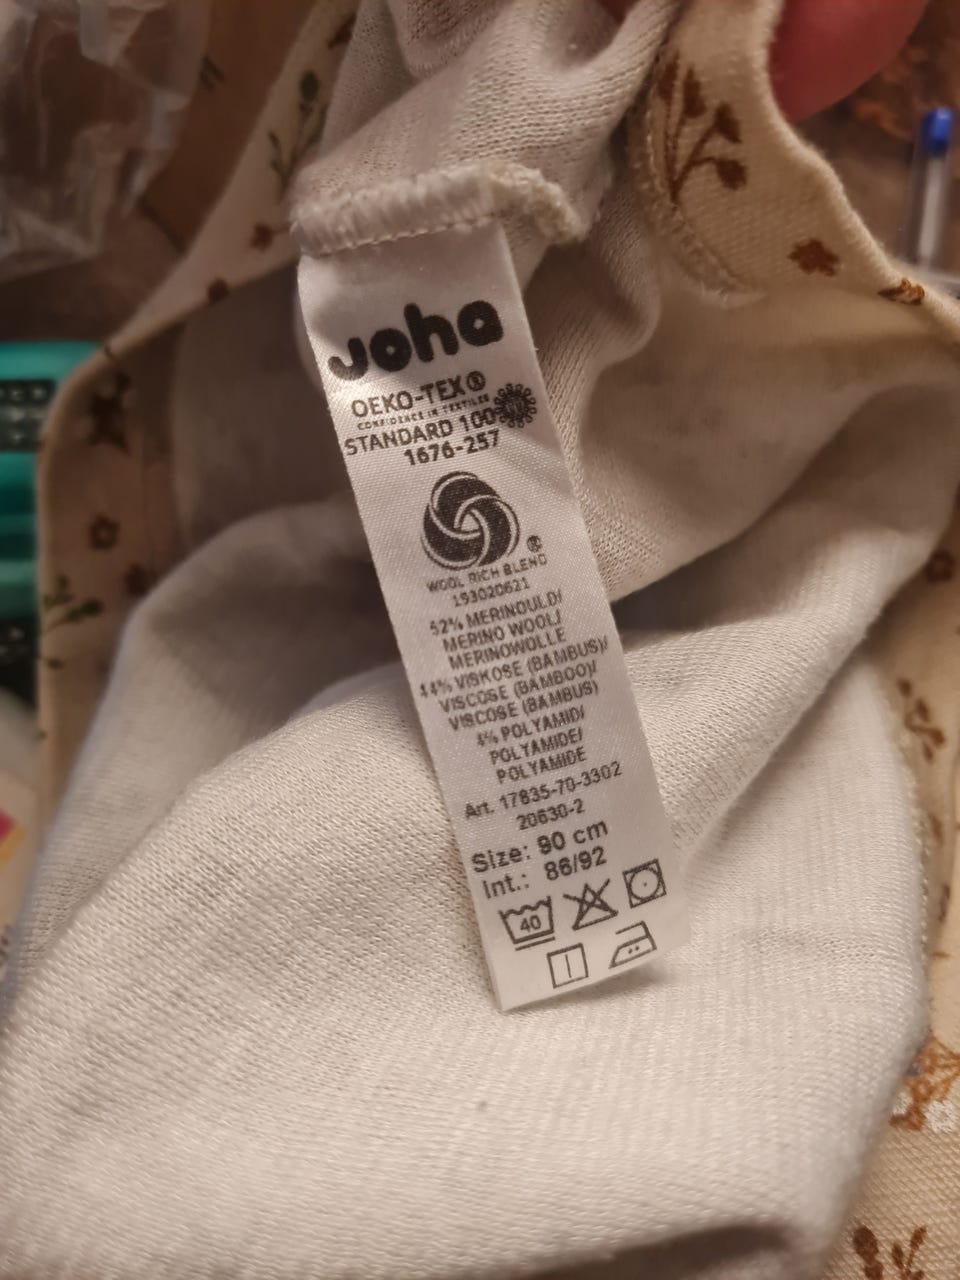 Joha
OEKO-TEX®
CONFIDENCE IN TEXTILES
STANDARD 100
1676-257
®
WOOL RICH BLEND
193020621
52% MERINOULD/
MERINO WOOL/
MERINOWOLLE
44% VISKOSE (BAMBUS)/
VISCOSE (BAMBOO)/
VISCOSE (BAMBUS)
4% POLYAMID/
POLYAMIDE/
POLYAMIDE
Art. 17835-70-3302
20630-2
Size: 90 cm
Int.: 86/92
40